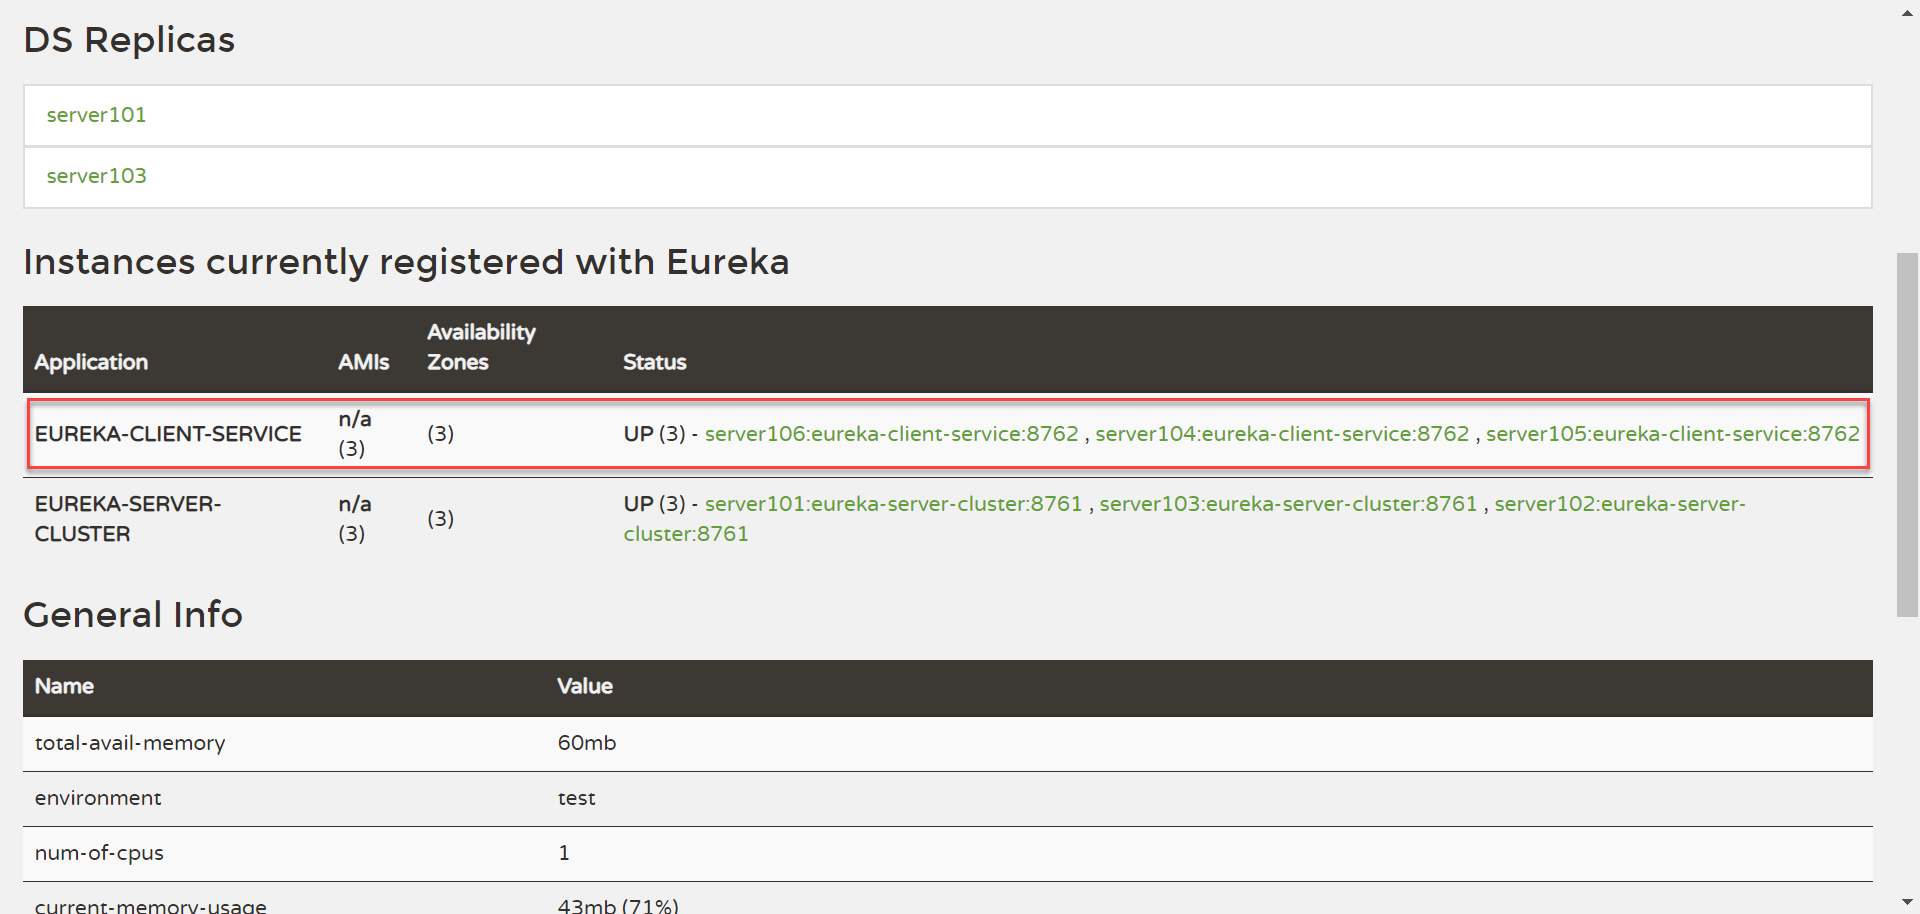 DS Replicas
server101
server103
Instances currently registered with Eureka
Application AMIs Availability Zones Status
EUREKA-CLIENT-SERVICE n/a (3) (3) UP (3) - server106:eureka-client-service:8762 , server104:eureka-client-service:8762 , server105:eureka-client-service:8762
EUREKA-SERVER-CLUSTER n/a (3) (3) UP (3) - server101:eureka-server-cluster:8761 , server103:eureka-server-cluster:8761 , server102:eureka-server-cluster:8761
General Info
Name Value
total-avail-memory 60mb
environment test
num-of-cpus 1
current-memory-usage 43mb (71%)